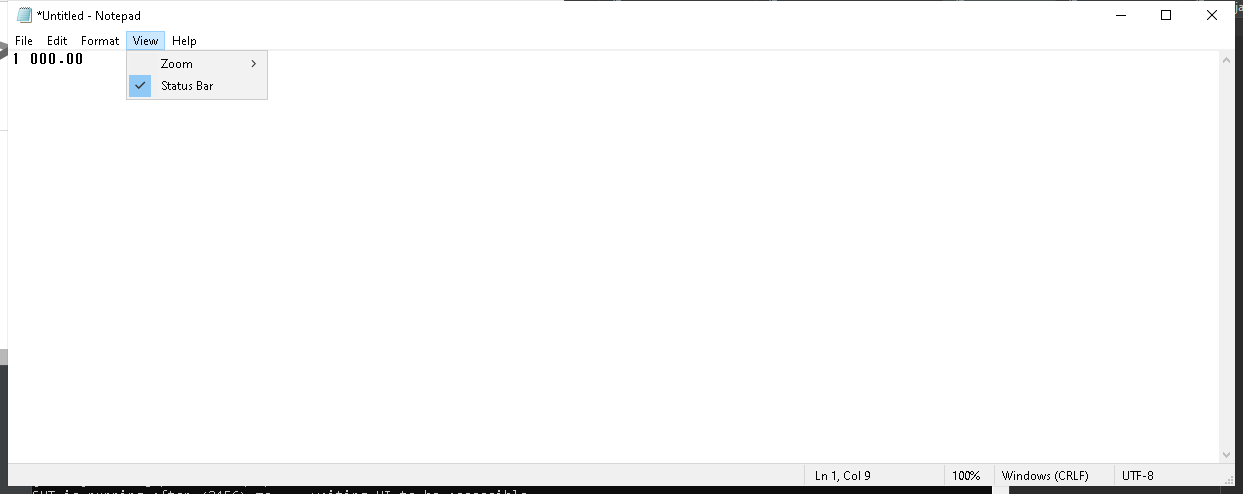 *Untitled - Notepad
File Edit Format View Help
1 000.00
Zoom
Status Bar
Ln 1, Col 9 100% Windows (CRLF) UTF-8